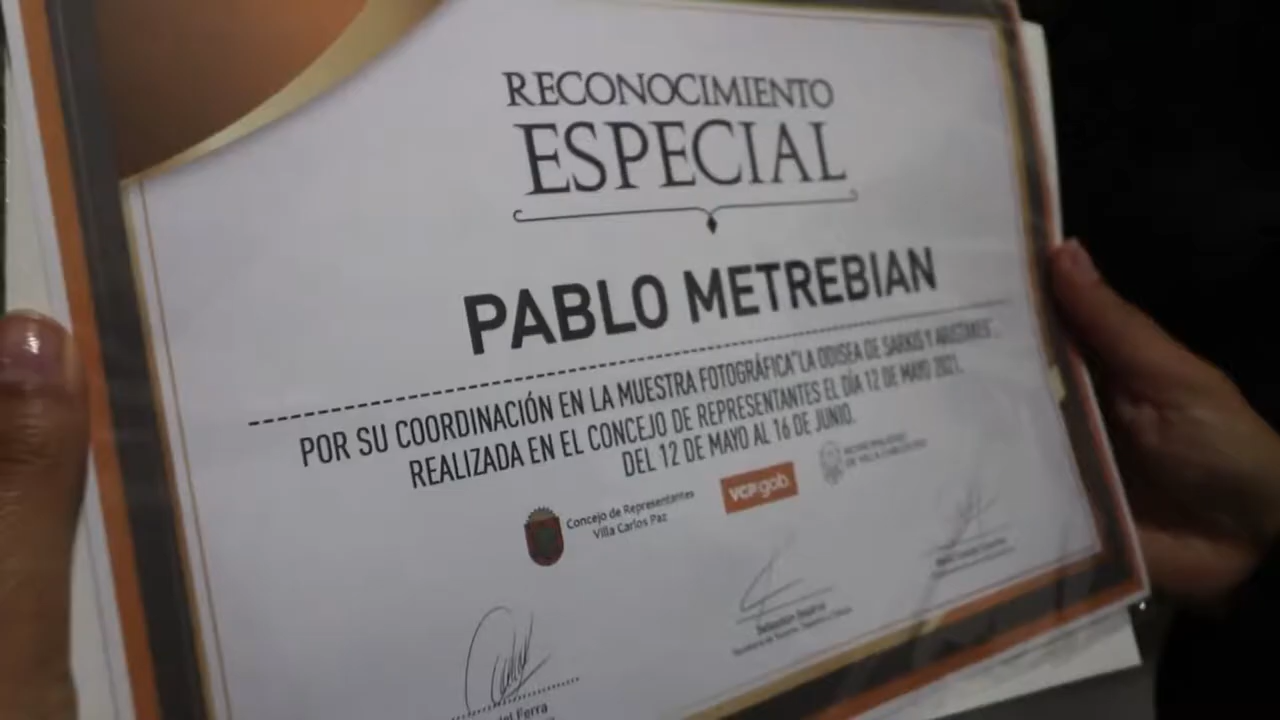 RECONOCIMIENTO
ESPECIAL
PABLO METREBIAN
POR SU COORDINACIÓN EN LA MUESTRA FOTOGRÁFICA "LA ODISEA DE SARKIS Y
REALIZADA EN EL CONCEJO DE REPRESENTANTES EL DÍA 12 DE MAYO 2021.
DEL 12 DE MAYO AL 16 DE JUNIO.
Concejo de Representantes
Villa Carlos Paz
VCP gob.
Ferra